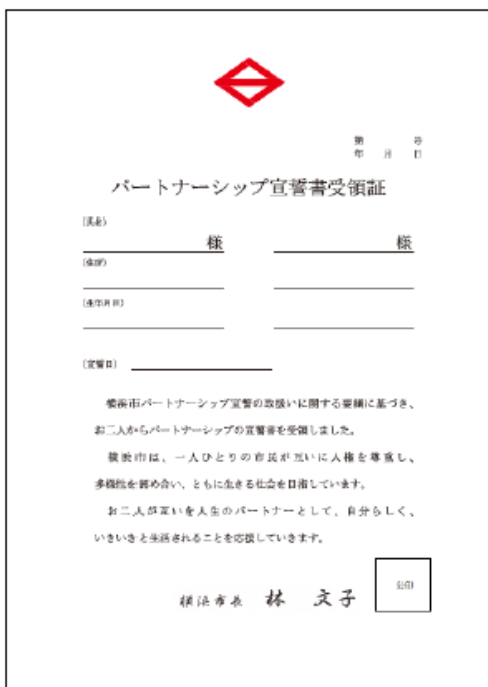 第　　　号
年　月　日
パートナーシップ宣誓書受領証
(氏名)
様　　　様
(住所)
(生年月日)
(宣誓日)
横浜市パートナーシップ宣誓の取扱いに関する要綱に基づき、
お二人からパートナーシップの宣誓書を受領しました。
横浜市は、一人ひとりの市民が互いに人権を尊重し、
多様性を認め合い、ともに生きる社会を目指しています。
お二人が互いを人生のパートナーとして、自分らしく、
いきいきと生活されることを応援していきます。
横浜市長　林　文子
公印